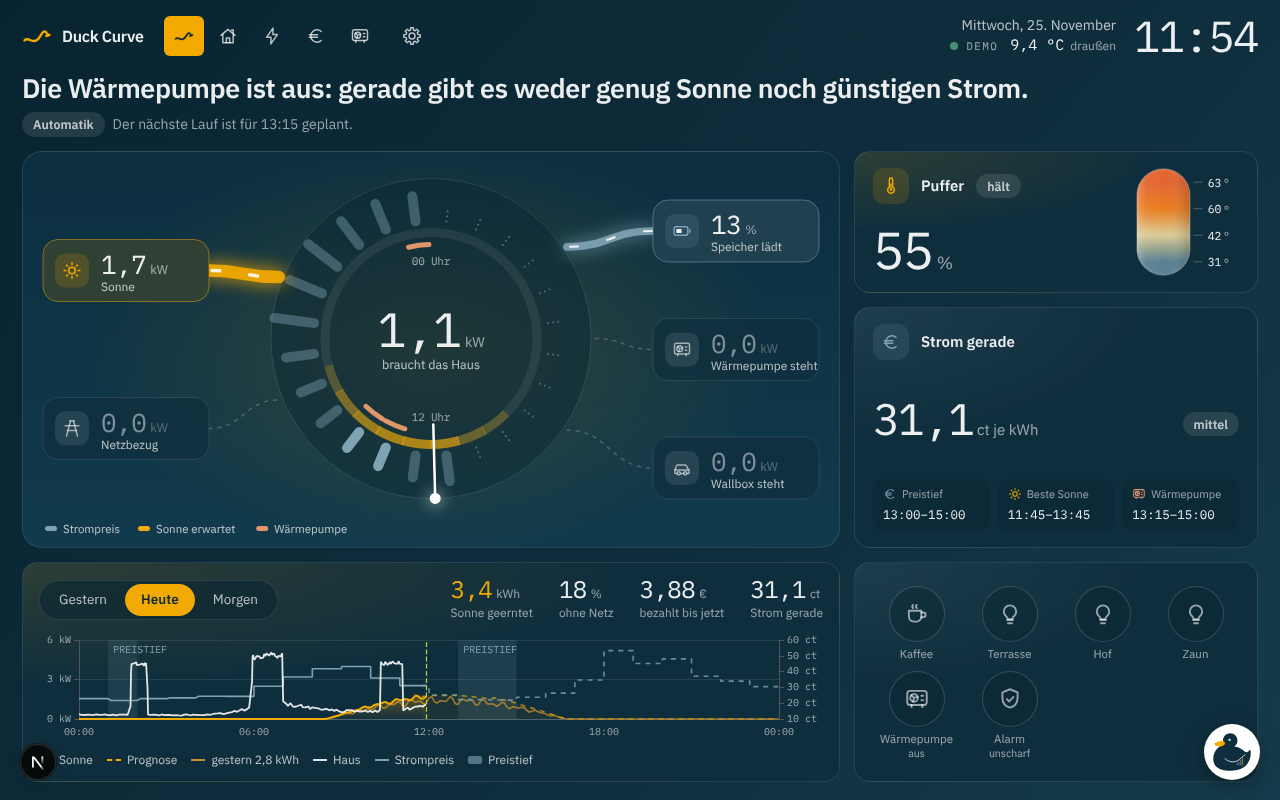 Duck Curve
Mittwoch, 25. November
DEMO 9,4 °C draußen
11:54
Die Wärmepumpe ist aus: gerade gibt es weder genug Sonne noch günstigen Strom.
Automatik Der nächste Lauf ist für 13:15 geplant.
1,7 kW
Sonne
0,0 kW
Netzbezug
00 Uhr
1,1 kW
braucht das Haus
12 Uhr
13 %
Speicher lädt
0,0 kW
Wärmepumpe steht
0,0 kW
Wallbox steht
Strompreis Sonne erwartet Wärmepumpe
Puffer hält
55 %
63°
60°
42°
31°
Strom gerade
31,1 ct je kWh
mittel
Preistief
13:00–15:00
Beste Sonne
11:45–13:45
Wärmepumpe
13:15–15:00
Gestern Heute Morgen
3,4 kWh
Sonne geerntet
18 %
ohne Netz
3,88 €
bezahlt bis jetzt
31,1 ct
Strom gerade
6 kW
3 kW
0 kW
PREISTIEF PREISTIEF
60 ct
50 ct
40 ct
30 ct
20 ct
10 ct
00:00 06:00 12:00 18:00 00:00
Sonne Prognose gestern 2,8 kWh Haus Strompreis Preistief
N
Kaffee Terrasse Hof Zaun
Wärmepumpe
aus
Alarm
unscharf